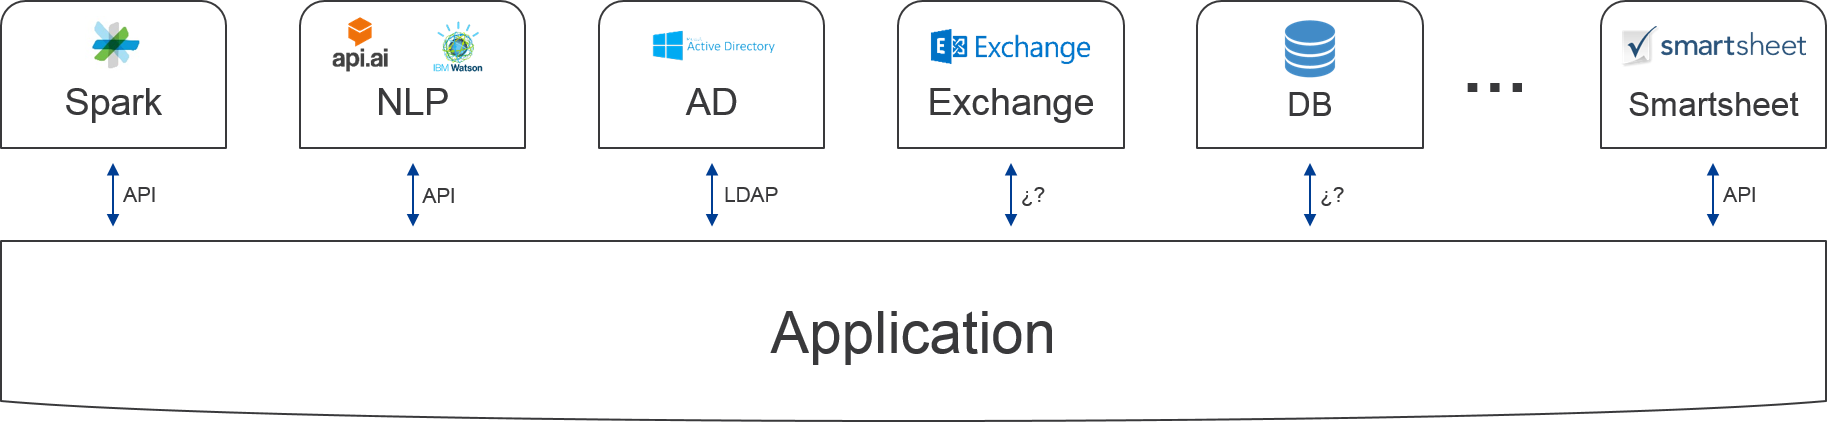 api.ai
IBM Watson
Active Directory
Exchange
smartsheet
Spark
NLP
AD
Exchange
DB
...
Smartsheet
API
API
LDAP
¿?
¿?
API
Application